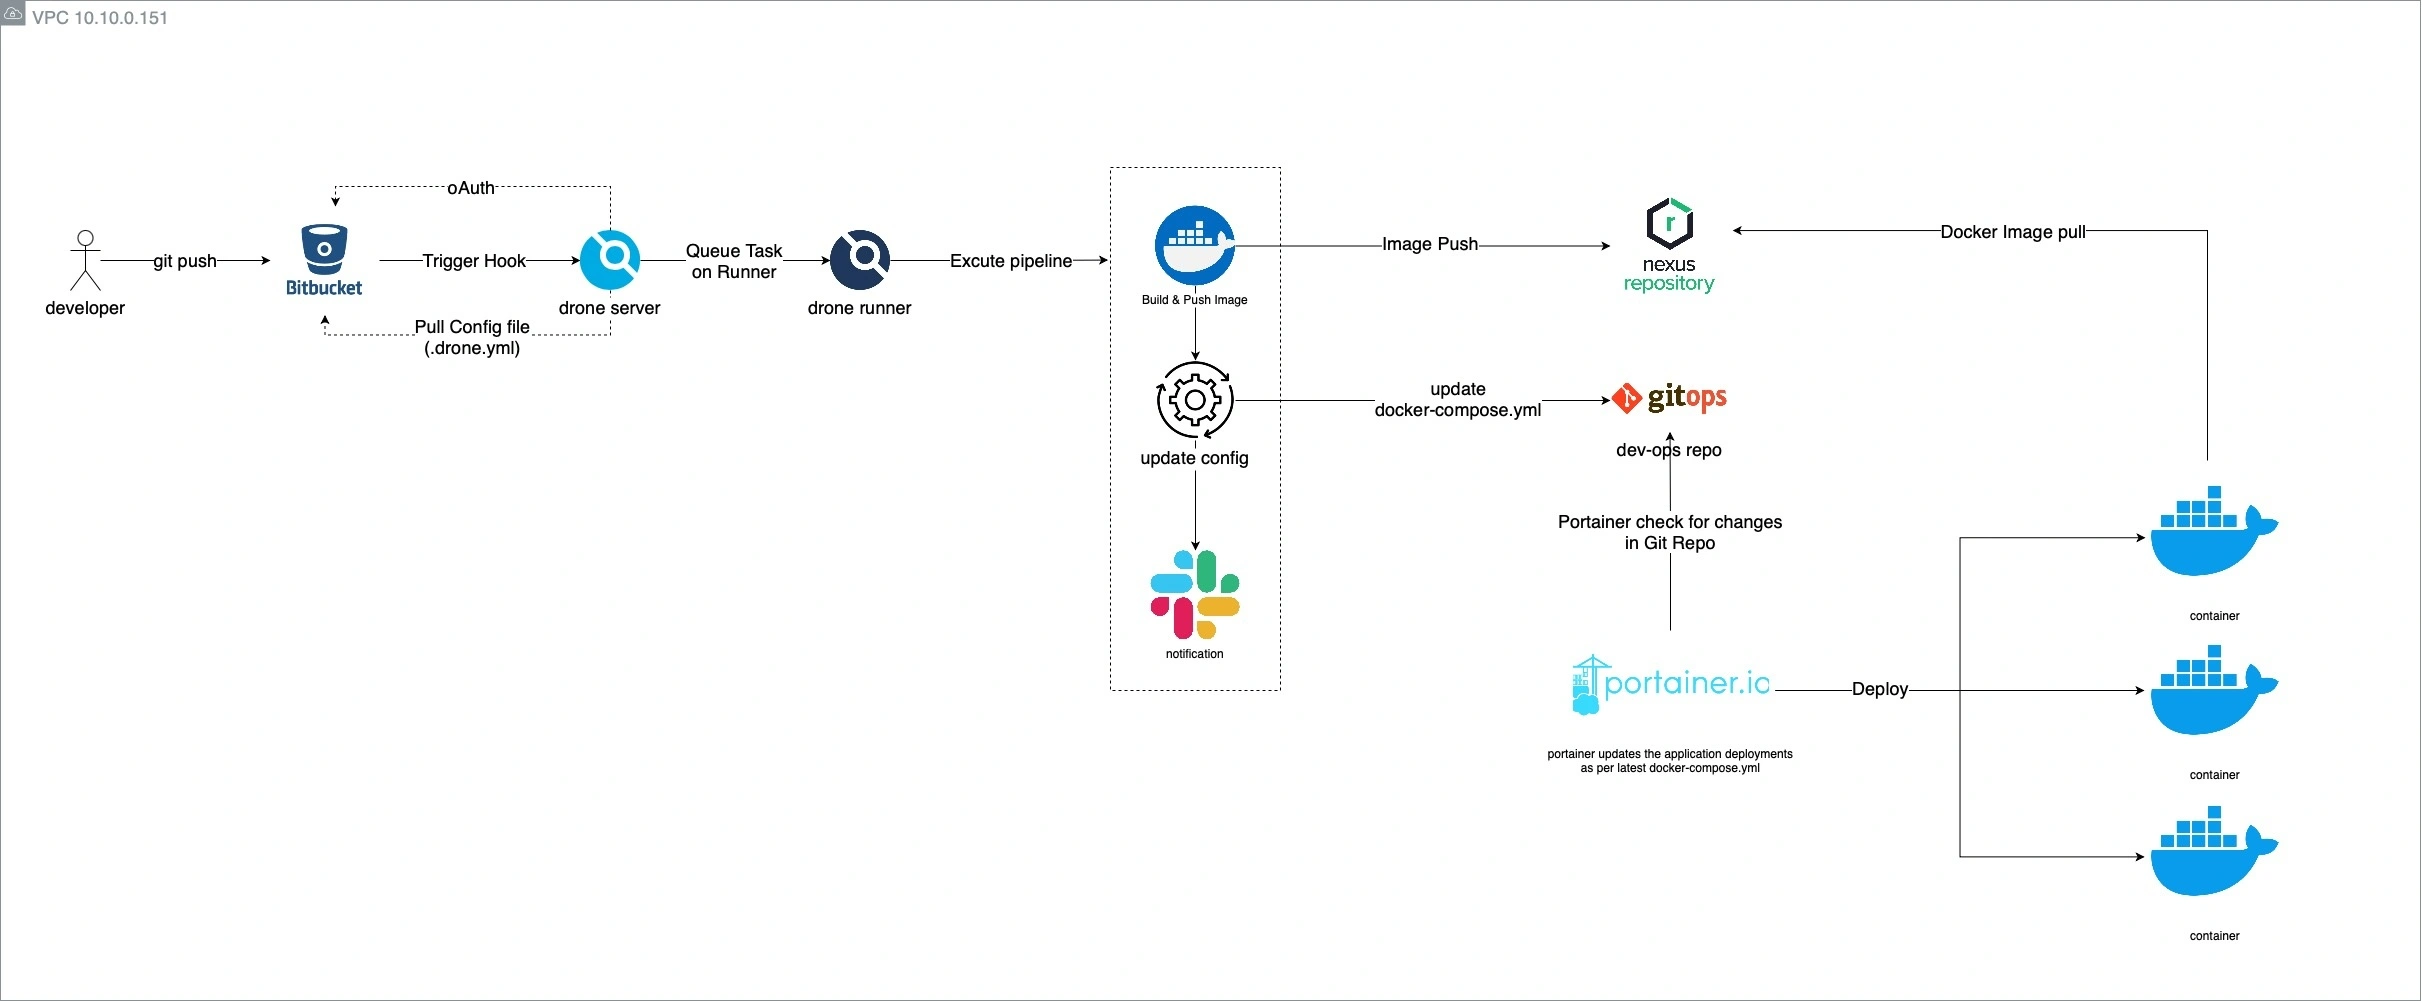 VPC 10.10.0.151
oAuth
git push
Bitbucket
Trigger Hook
developer
drone server
Pull Config file
(.drone.yml)
Queue Task
on Runner
drone runner
Excute pipeline
Build & Push Image
update config
notification
Image Push
nexus
repository
Docker Image pull
update
docker-compose.yml
gitops
dev-ops repo
Portainer check for changes
in Git Repo
portainer.io
portainer updates the application deployments
as per latest docker-compose.yml
Deploy
container
container
container